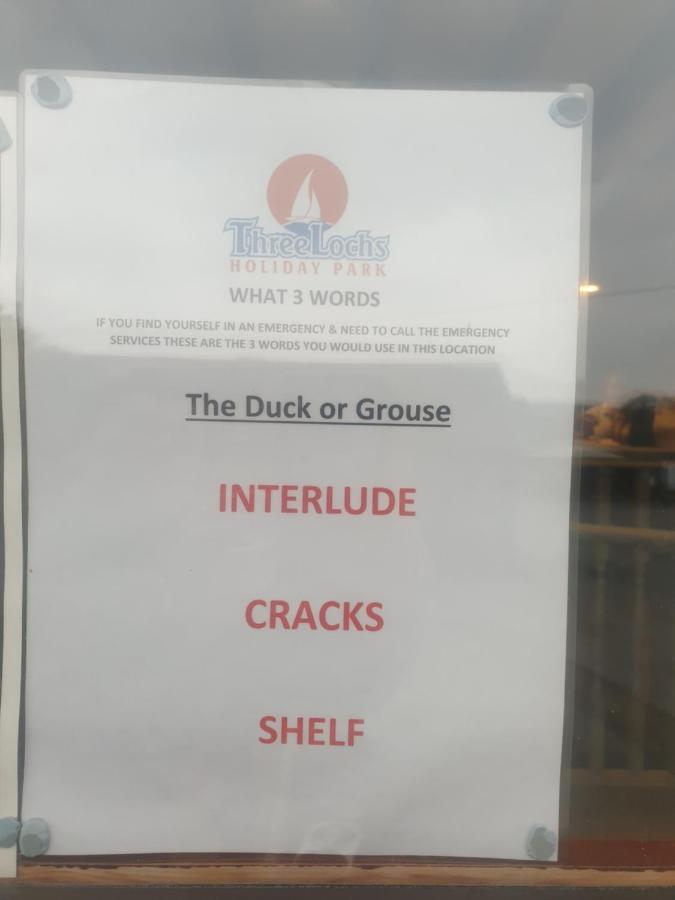 ThreeLochs
HOLIDAY PARK
WHAT 3 WORDS
IF YOU FIND YOURSELF IN AN EMERGENCY & NEED TO CALL THE EMERGENCY
SERVICES THESE ARE THE 3 WORDS YOU WOULD USE IN THIS LOCATION
The Duck or Grouse
INTERLUDE
CRACKS
SHELF